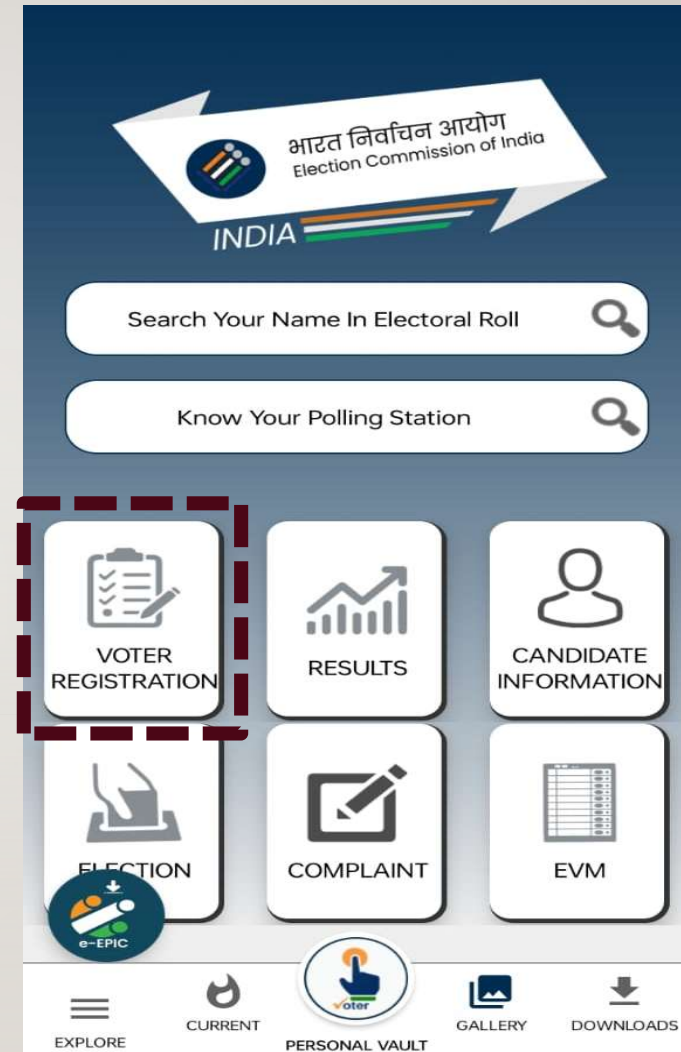 भारत निर्वाचन आयोग
Election Commission of India
INDIA
Search Your Name In Electoral Roll
Know Your Polling Station
VOTER
REGISTRATION
RESULTS
CANDIDATE
INFORMATION
ELECTION
COMPLAINT
EVM
e-EPIC
Voter
EXPLORE
CURRENT
PERSONAL VAULT
GALLERY
DOWNLOADS